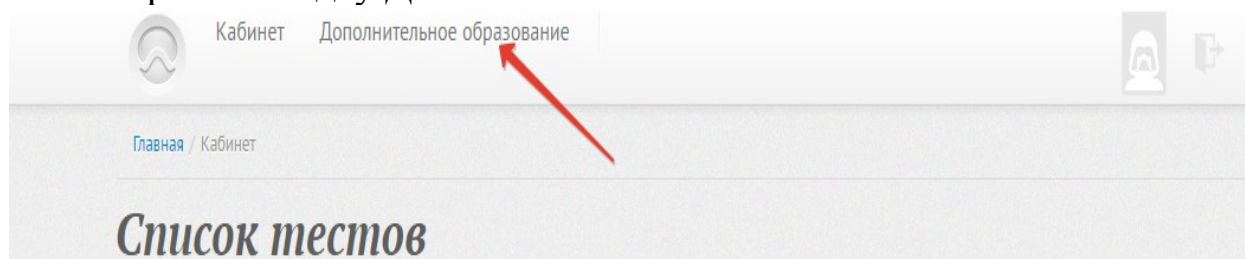 Кабинет Дополнительное образование
Главная / Кабинет
Список тестов